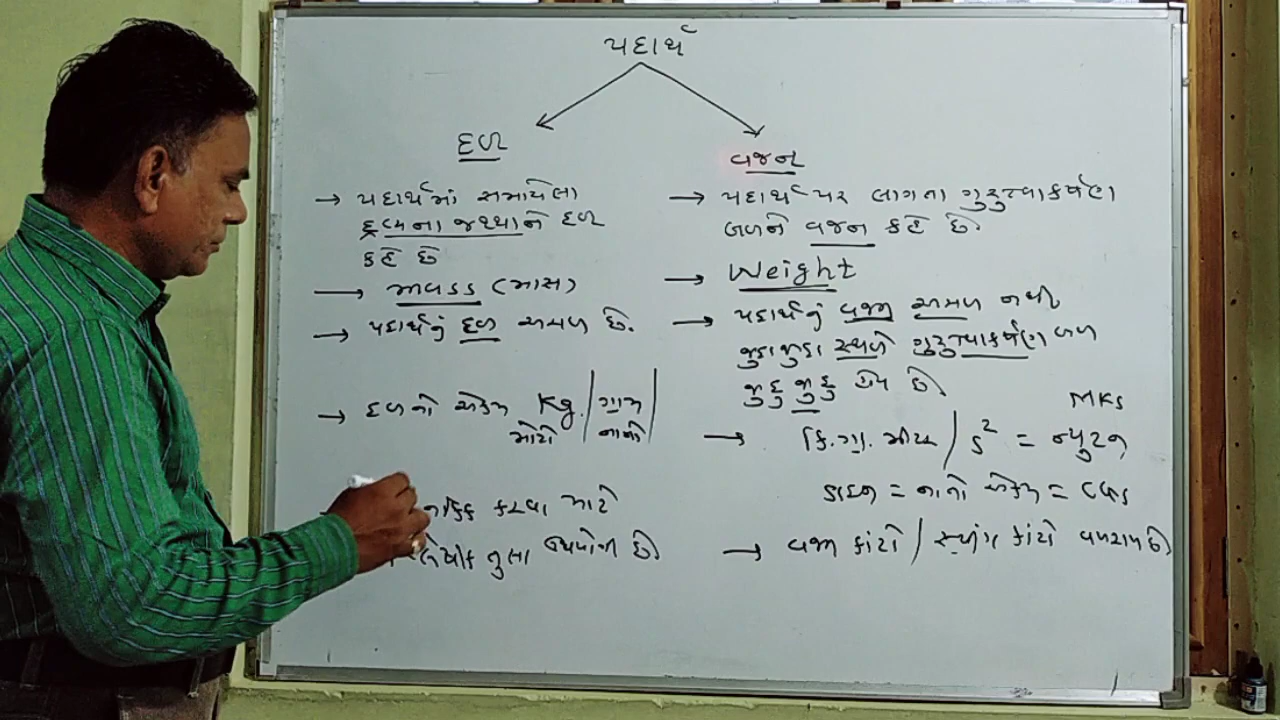 પદાર્થ
દળ
→ પદાર્થમાં સમાયેલા
દ્રવ્યના જથ્થાને દળ
કહે છે
→ માવડડ (માસ)
→ પદાર્થનું દળ અચળ છે.
→ દળનો એકમ Kg. / ગ્રામ
મોટો નાનો
કરવા માટે
તુલા ઉપયોગી છે
વજન
→ પદાર્થ પર લાગતા ગુરુત્વાકર્ષણ
બળને વજન કહે છે.
→ Weight
→ પદાર્થનું વજન અચળ નથી
જુદા જુદા સ્થળે ગુરુત્વાકર્ષણ બળ
જુદુ જુદુ હોય છે.
MKS
→ કિ.ગ્રા. મીટર / s² = ન્યુટન
ડાઇન = નાનો એકમ = CGS
→ વજન કાંટો / સ્પ્રીંગ કાંટો વપરાય છે